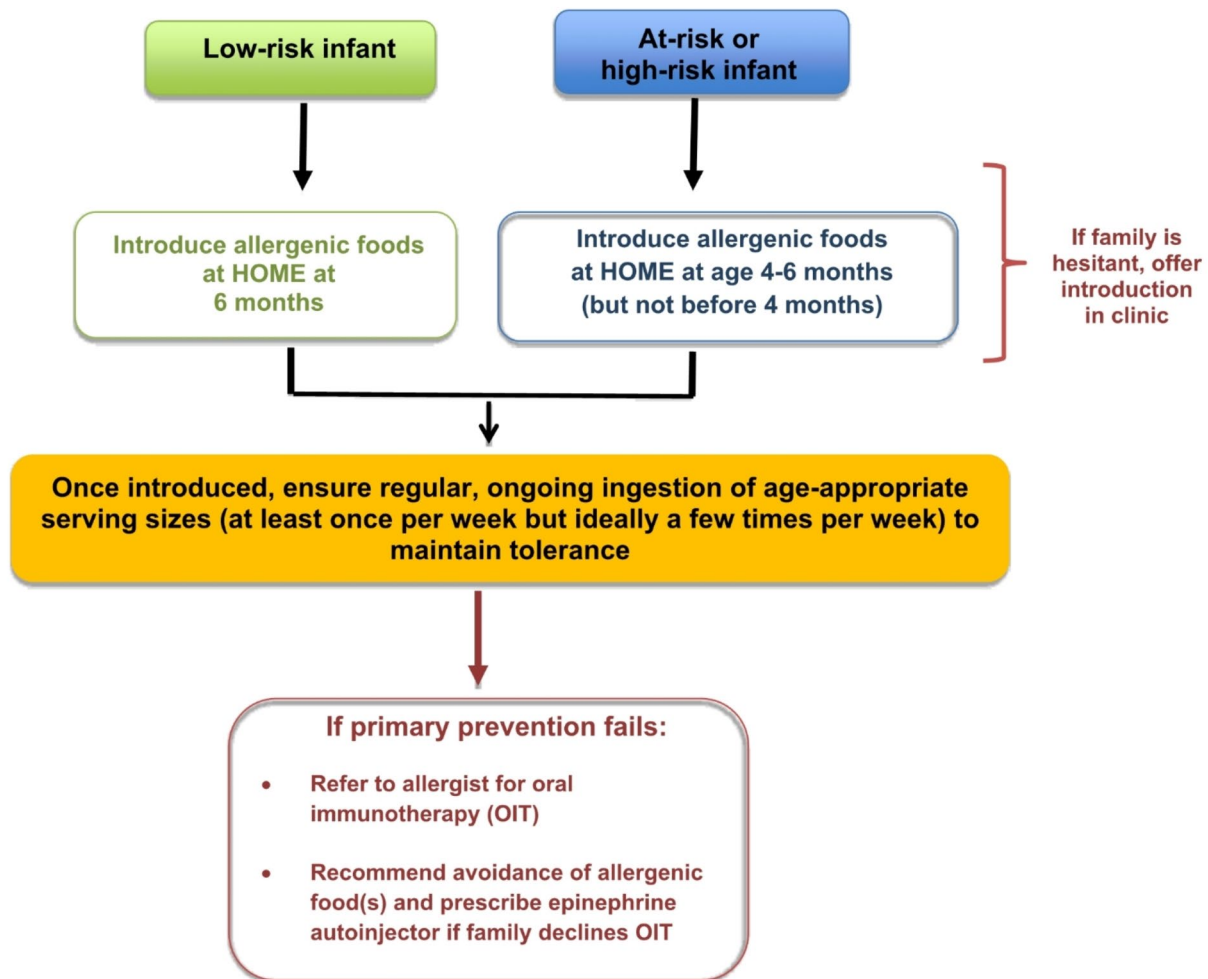 Low-risk infant
At-risk or
high-risk infant
Introduce allergenic foods
at HOME at
6 months
Introduce allergenic foods
at HOME at age 4-6 months
(but not before 4 months)
If family is
hesitant, offer
introduction
in clinic
Once introduced, ensure regular, ongoing ingestion of age-appropriate
serving sizes (at least once per week but ideally a few times per week) to
maintain tolerance
If primary prevention fails:
• Refer to allergist for oral
immunotherapy (OIT)
• Recommend avoidance of allergenic
food(s) and prescribe epinephrine
autoinjector if family declines OIT